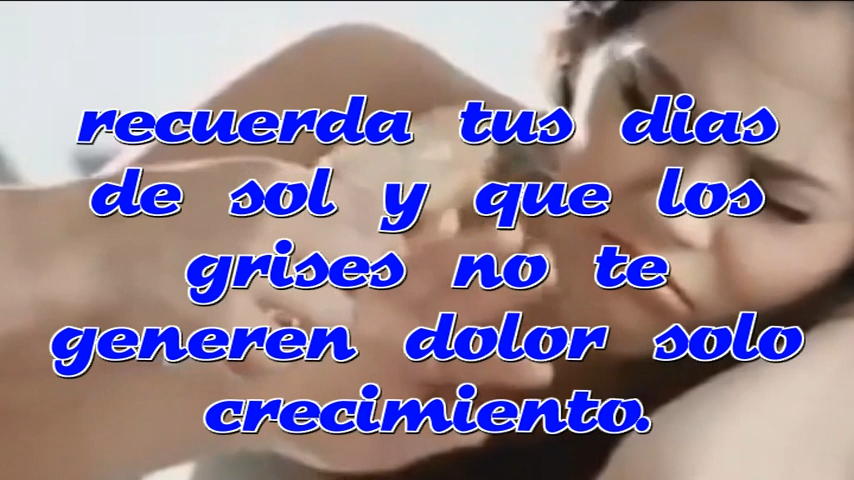 recuerda tus dias
de sol y que los
grises no te
generen dolor solo
crecimiento.